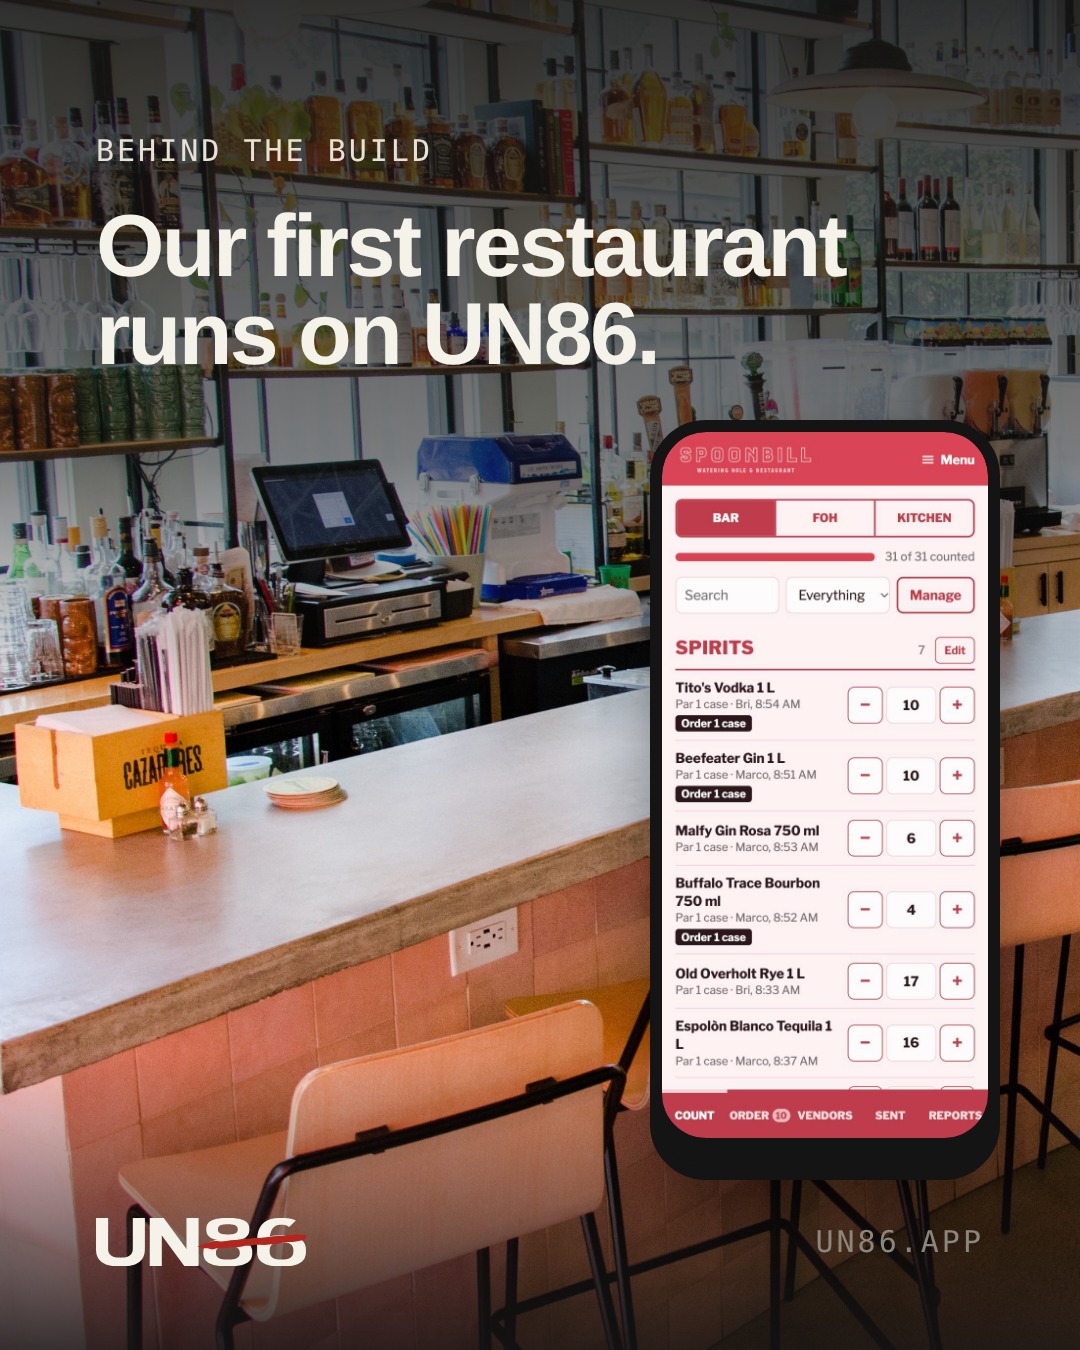 BEHIND THE BUILD
Our first restaurant
runs on UN86.
SPOONBILL
WATERING HOLE & RESTAURANT
≡ Menu
BAR
FOH
KITCHEN
31 of 31 counted
Search
Everything
Manage
SPIRITS
7
Edit
Tito's Vodka 1 L
Par 1 case · Bri, 8:54 AM
Order 1 case
− 10 +
Beefeater Gin 1 L
Par 1 case · Marco, 8:51 AM
Order 1 case
− 10 +
Malfy Gin Rosa 750 ml
Par 1 case · Marco, 8:53 AM
− 6 +
Buffalo Trace Bourbon
750 ml
Par 1 case · Marco, 8:52 AM
Order 1 case
− 4 +
Old Overholt Rye 1 L
Par 1 case · Bri, 8:33 AM
− 17 +
Espolòn Blanco Tequila 1
L
Par 1 case · Marco, 8:37 AM
− 16 +
COUNT
ORDER 10
VENDORS
SENT
REPORTS
UN86
UN86.APP